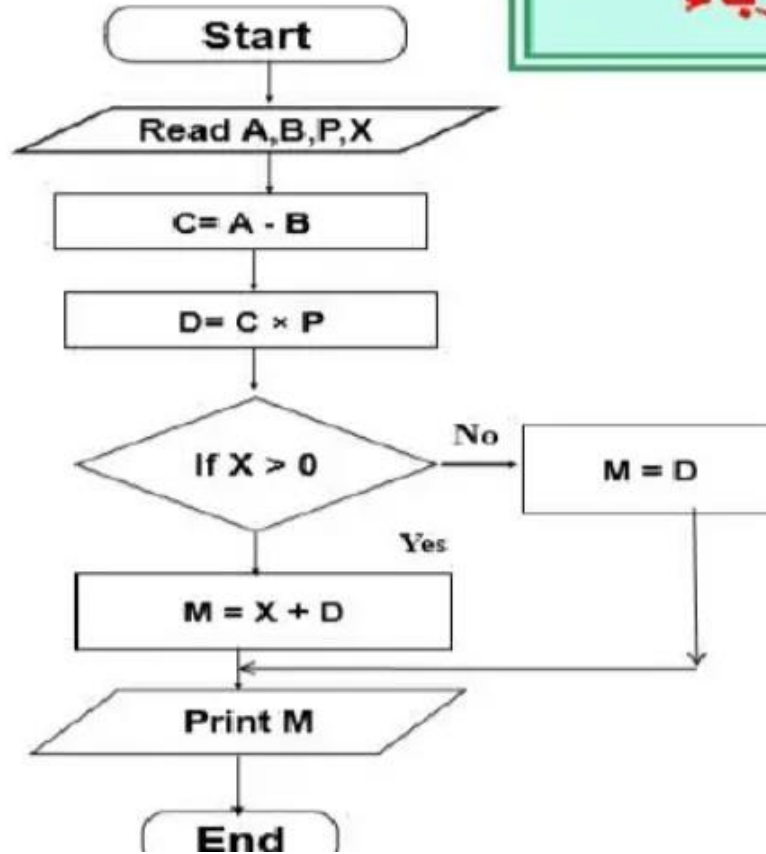 Start
Read A,B,P,X
C= A - B
D= C × P
If X > 0
No
M = D
Yes
M = X + D
Print M
End